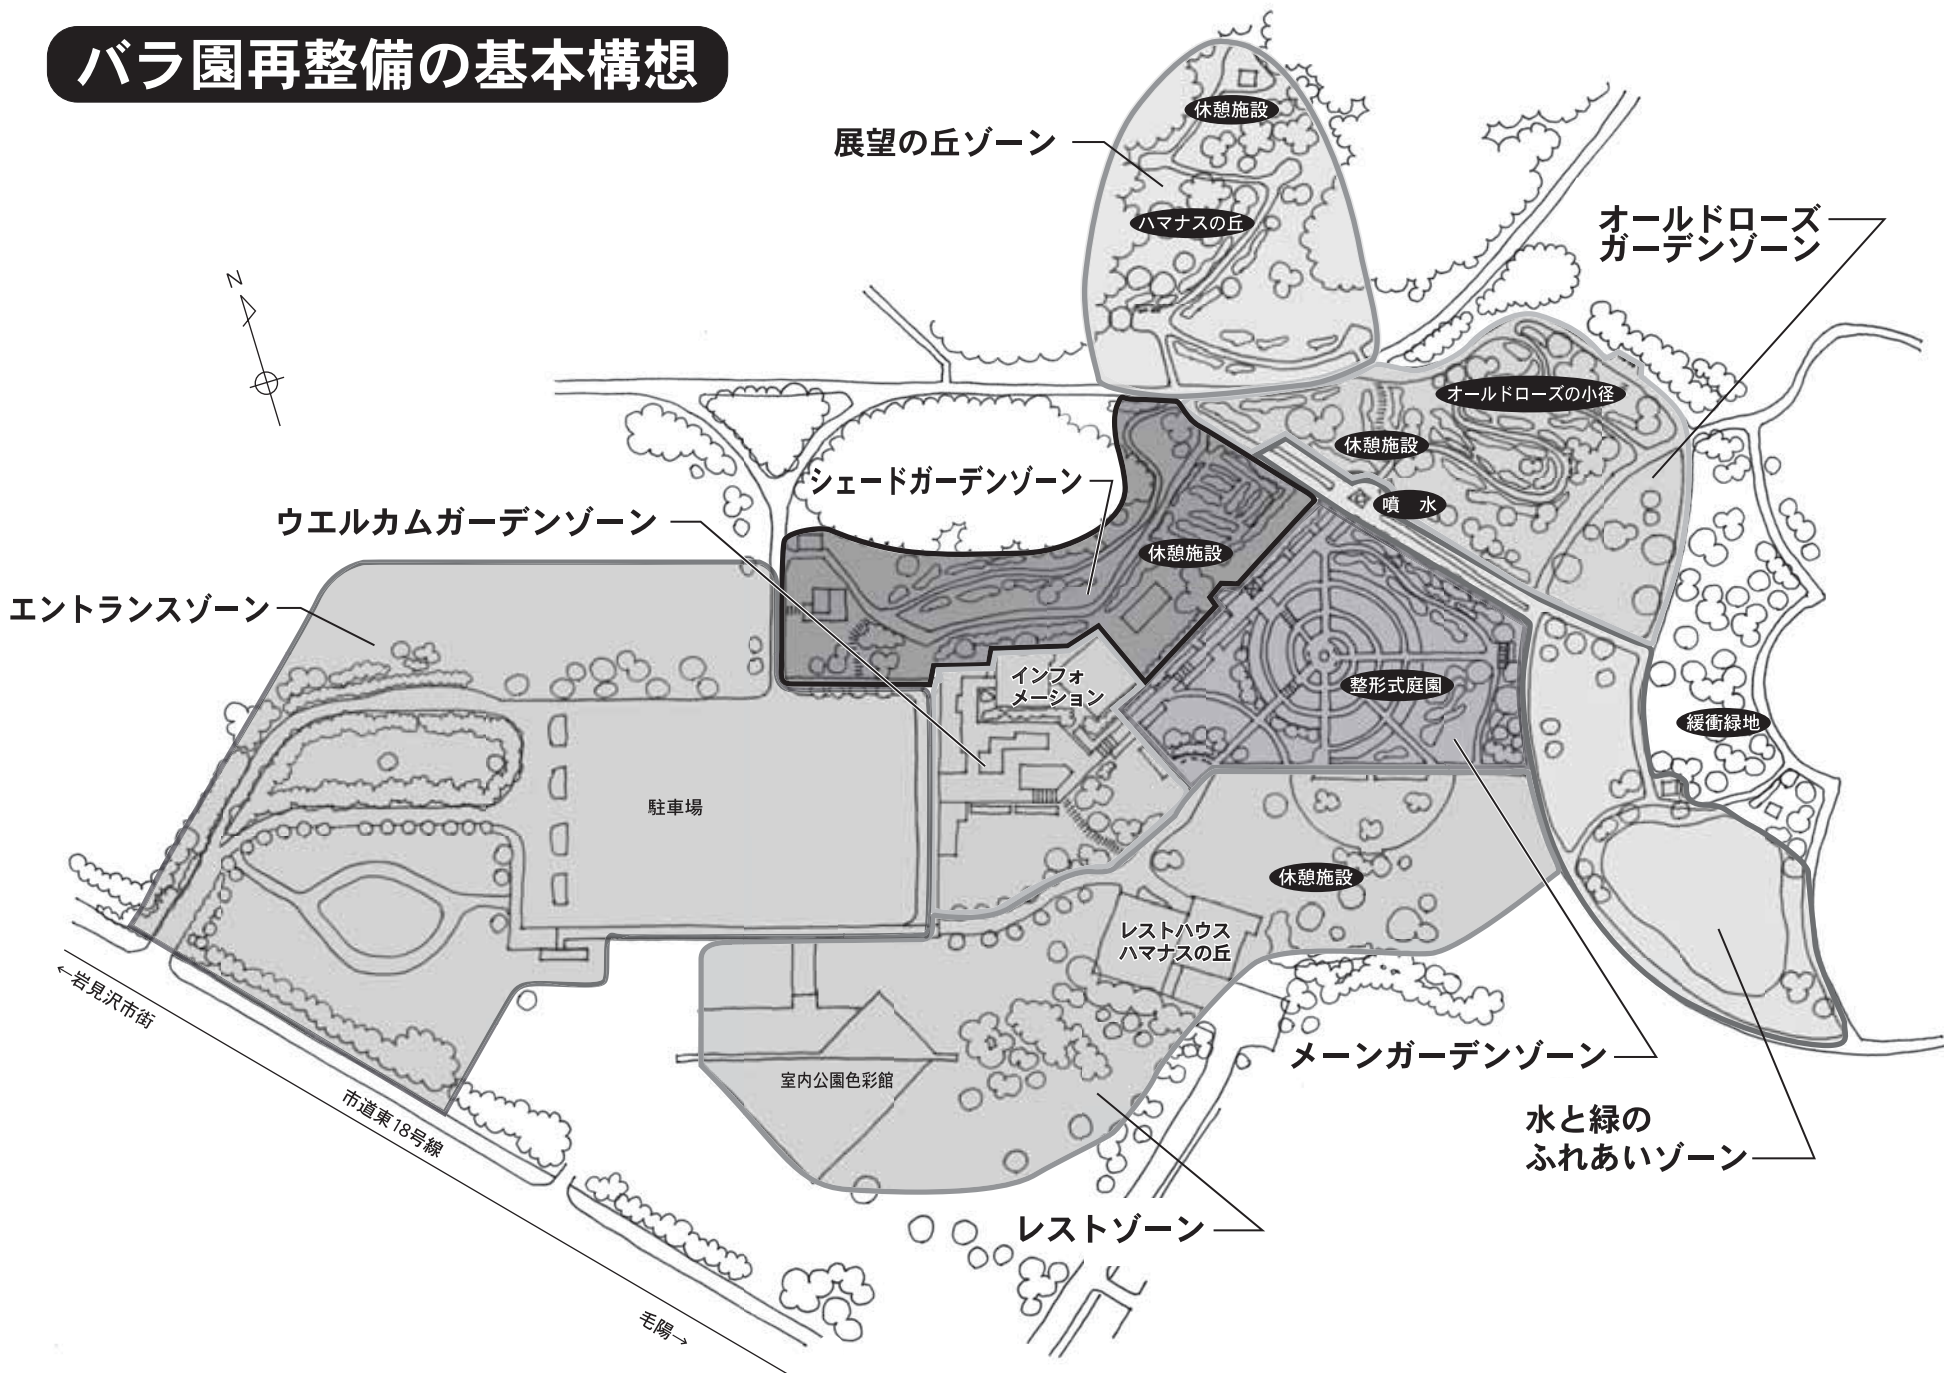 バラ園再整備の基本構想
休憩施設
展望の丘ゾーン
ハマナスの丘
オールドローズ
ガーデンゾーン
N
オールドローズの小径
休憩施設
シェードガーデンゾーン
噴 水
ウエルカムガーデンゾーン
休憩施設
エントランスゾーン
インフォ
メーション
整形式庭園
緩衝緑地
駐車場
休憩施設
レストハウス
ハマナスの丘
←岩見沢市街
メーンガーデンゾーン
室内公園色彩館
市道東18号線
水と緑の
ふれあいゾーン
レストゾーン
毛陽→